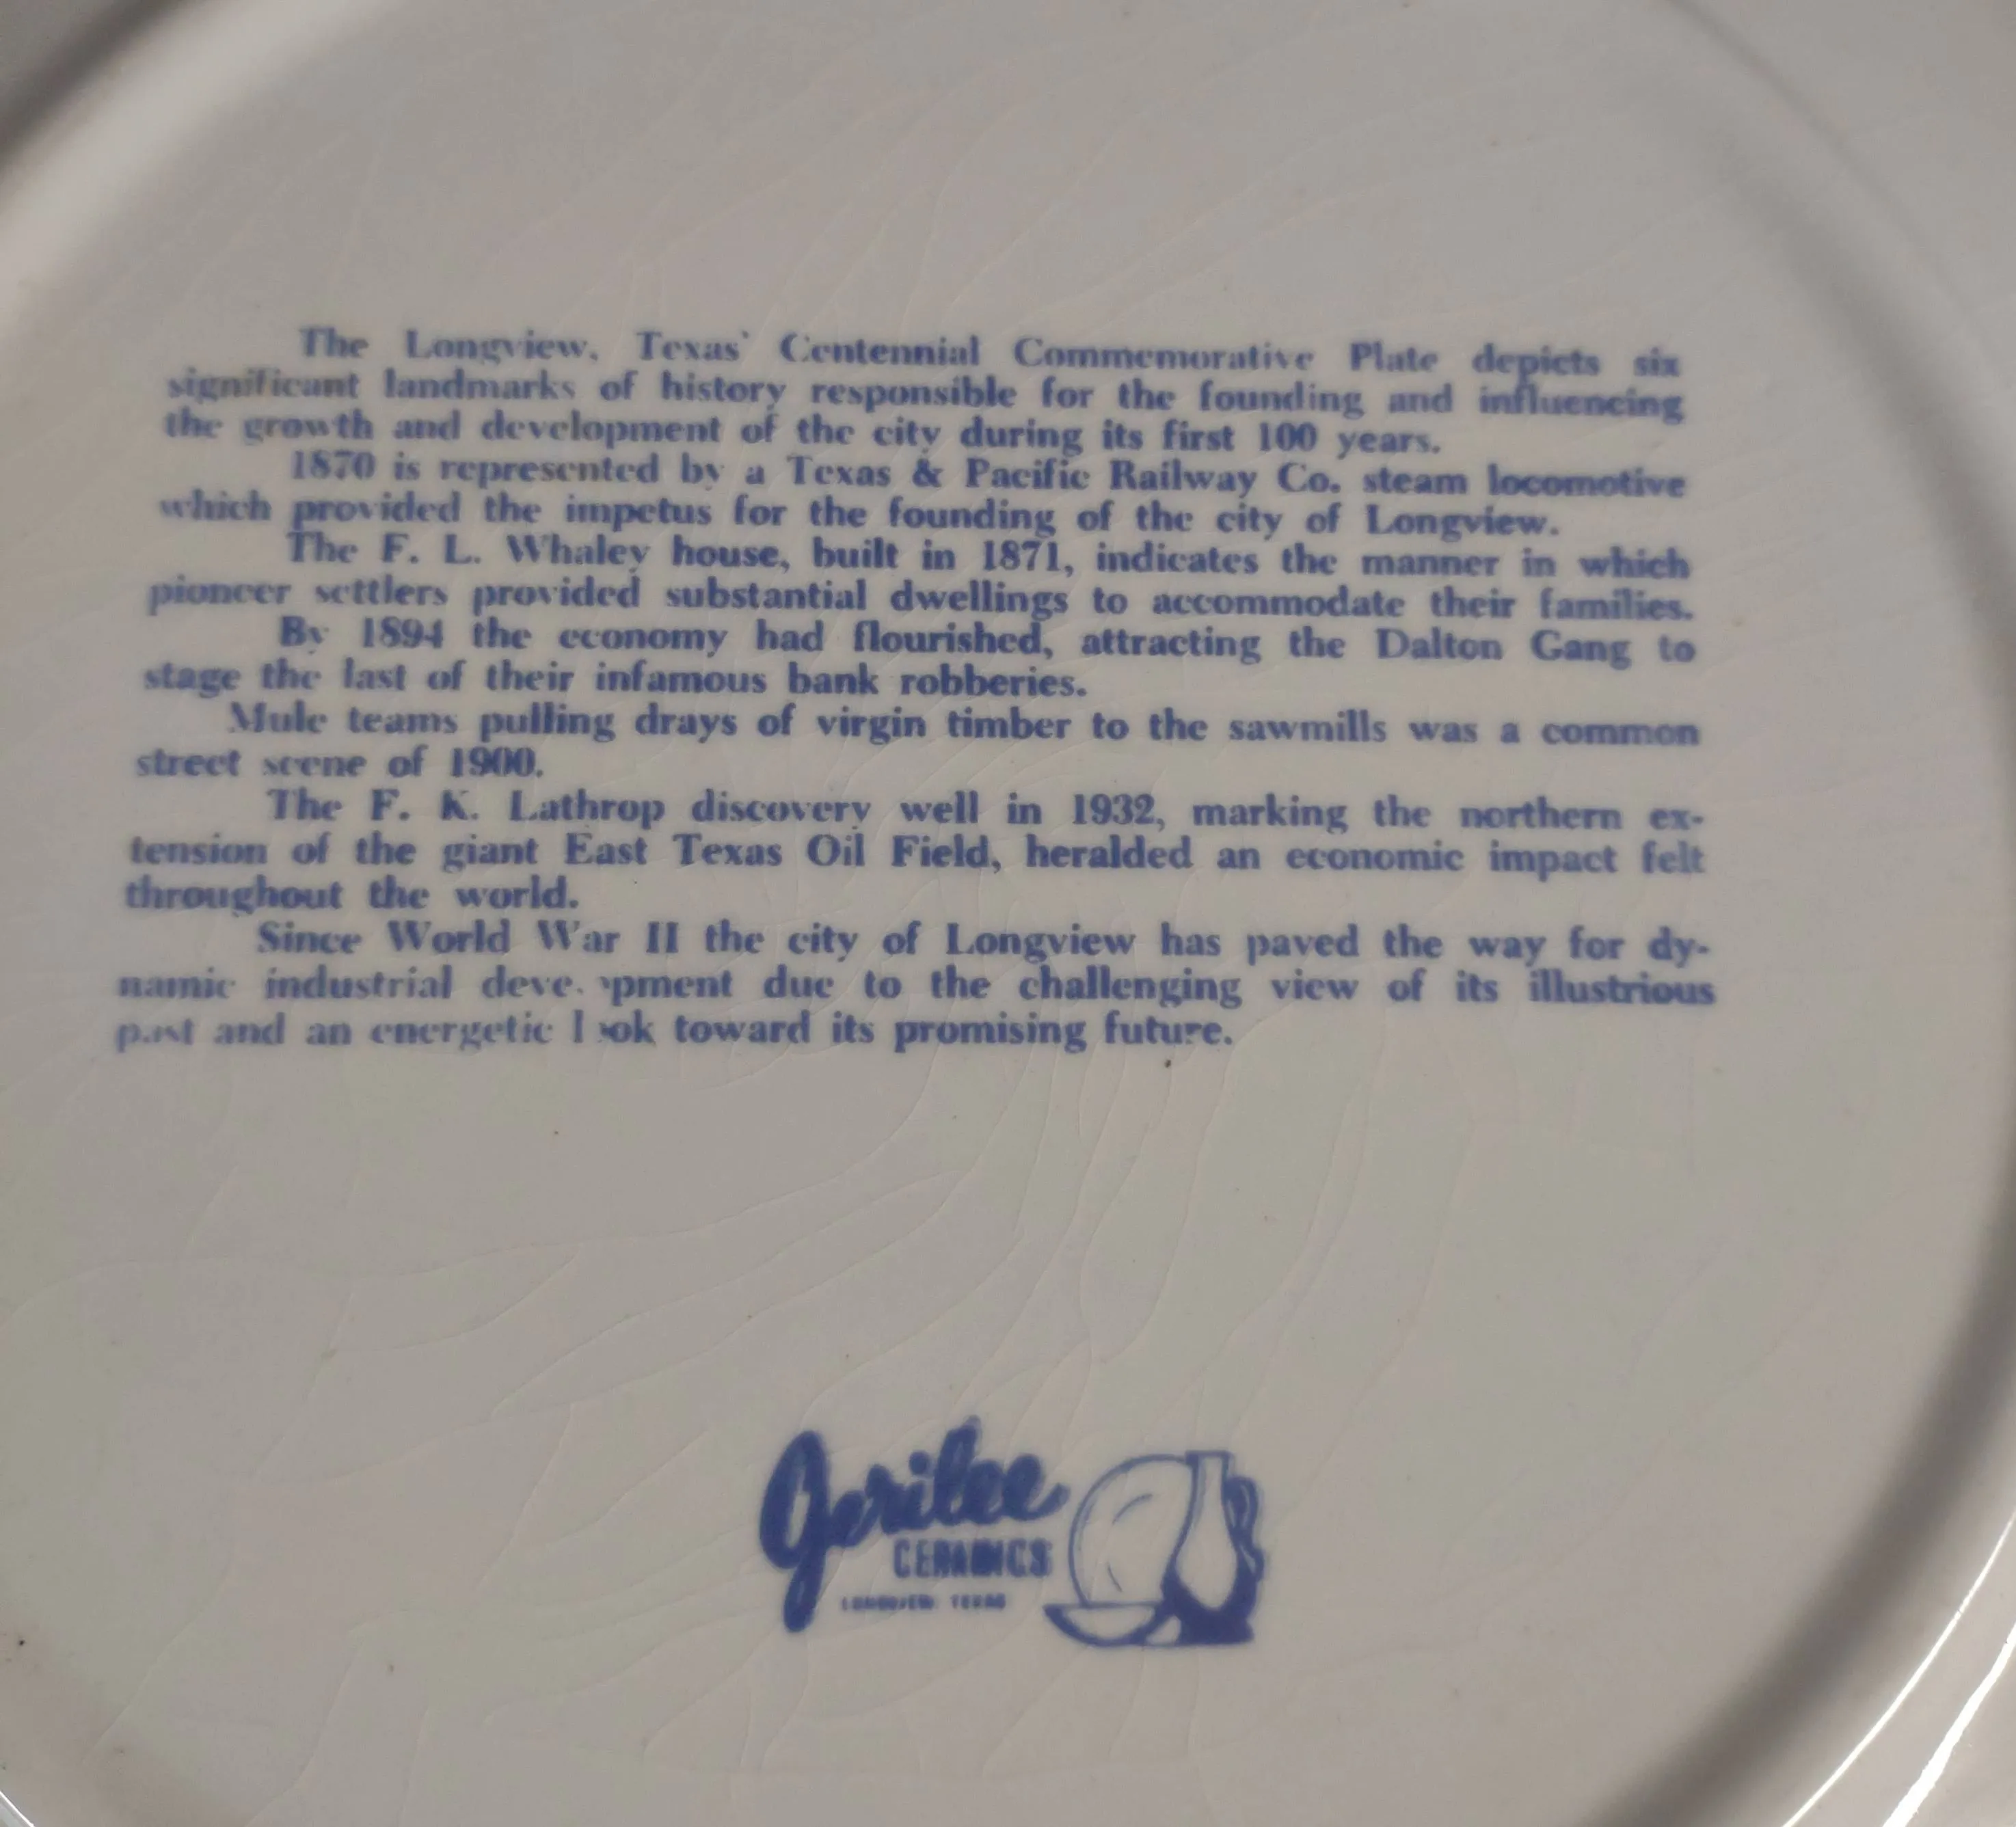 The Longview, Texas' Centennial Commemorative Plate depicts six
significant landmarks of history responsible for the founding and influencing
the growth and development of the city during its first 100 years.
1870 is represented by a Texas & Pacific Railway Co. steam locomotive
which provided the impetus for the founding of the city of Longview.
The F. L. Whaley house, built in 1871, indicates the manner in which
pioneer settlers provided substantial dwellings to accommodate their families.
By 1894 the economy had flourished, attracting the Dalton Gang to
stage the last of their infamous bank robberies.
Mule teams pulling drays of virgin timber to the sawmills was a common
street scene of 1900.
The F. K. Lathrop discovery well in 1932, marking the northern ex-
tension of the giant East Texas Oil Field, heralded an economic impact felt
throughout the world.
Since World War II the city of Longview has paved the way for dy-
namic industrial development due to the challenging view of its illustrious
past and an energetic look toward its promising future.
Jerilee
CERAMICS
LONGVIEW TEXAS